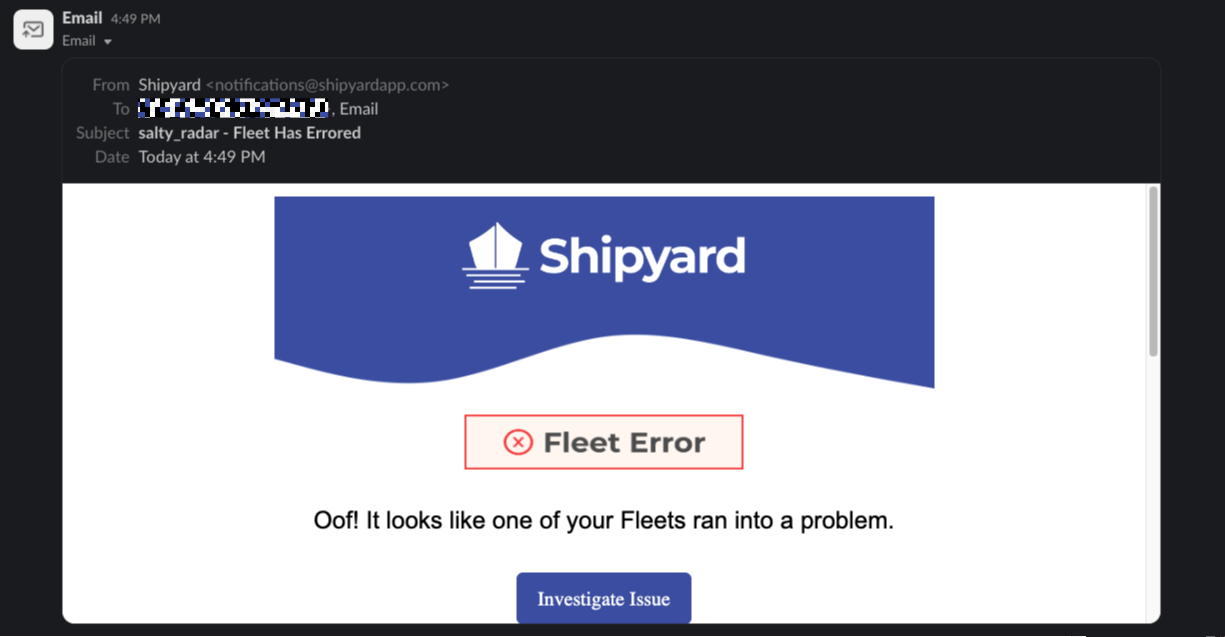 Email 4:49 PM
Email
From Shipyard <notifications@shipyardapp.com>
To , Email
Subject salty_radar - Fleet Has Errored
Date Today at 4:49 PM
Shipyard
Fleet Error
Oof! It looks like one of your Fleets ran into a problem.
Investigate Issue